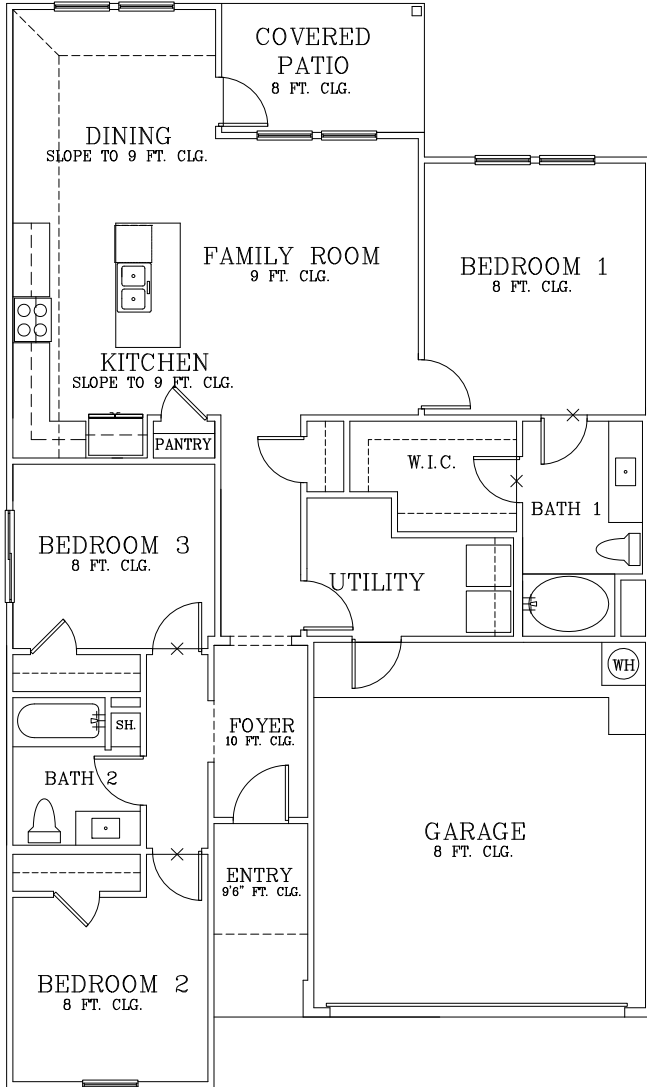 COVERED
PATIO
8 FT. CLG.
DINING
SLOPE TO 9 FT. CLG.
FAMILY ROOM
9 FT. CLG.
BEDROOM 1
8 FT. CLG.
KITCHEN
SLOPE TO 9 FT. CLG.
PANTRY
W.I.C.
BATH 1
BEDROOM 3
8 FT. CLG.
UTILITY
WH
SH.
FOYER
10 FT. CLG.
BATH 2
GARAGE
8 FT. CLG.
ENTRY
9'6" FT. CLG.
BEDROOM 2
8 FT. CLG.